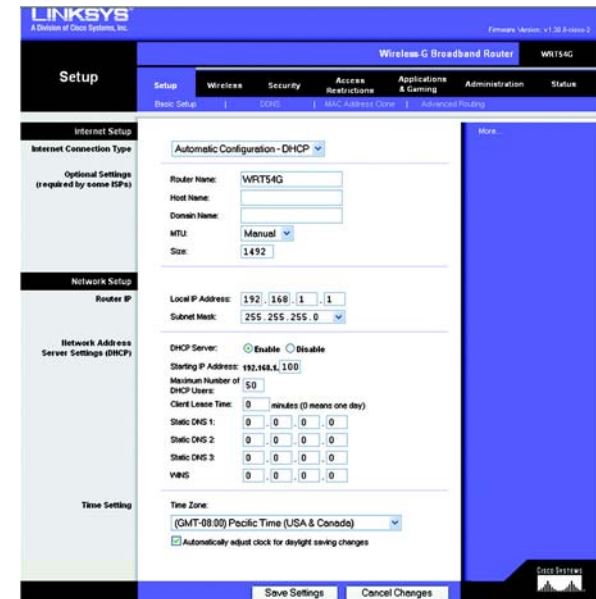 LINKSYS®
A Division of Cisco Systems, Inc.
Firmware Version: v1.30.8-cisco-2
Wireless-G Broadband Router WRT54G
Setup
Setup Wireless Security Access Restrictions Applications & Gaming Administration Status
Basic Setup | DDNS | MAC Address Clone | Advanced Routing
Internet Setup
More...
Internet Connection Type
Automatic Configuration - DHCP
Optional Settings
(required by some ISPs)
Router Name: WRT54G
Host Name:
Domain Name:
MTU: Manual
Size: 1492
Network Setup
Router IP
Local IP Address: 192 . 168 . 1 . 1
Subnet Mask: 255.255.255.0
Network Address
Server Settings (DHCP)
DHCP Server: Enable Disable
Starting IP Address: 192.168.1. 100
Maximum Number of
DHCP Users: 50
Client Lease Time: 0 minutes (0 means one day)
Static DNS 1: 0 . 0 . 0 . 0
Static DNS 2: 0 . 0 . 0 . 0
Static DNS 3: 0 . 0 . 0 . 0
WINS 0 . 0 . 0 . 0
Time Setting
Time Zone:
(GMT-08:00) Pacific Time (USA & Canada)
Automatically adjust clock for daylight saving changes
Save Settings Cancel Changes
Cisco Systems